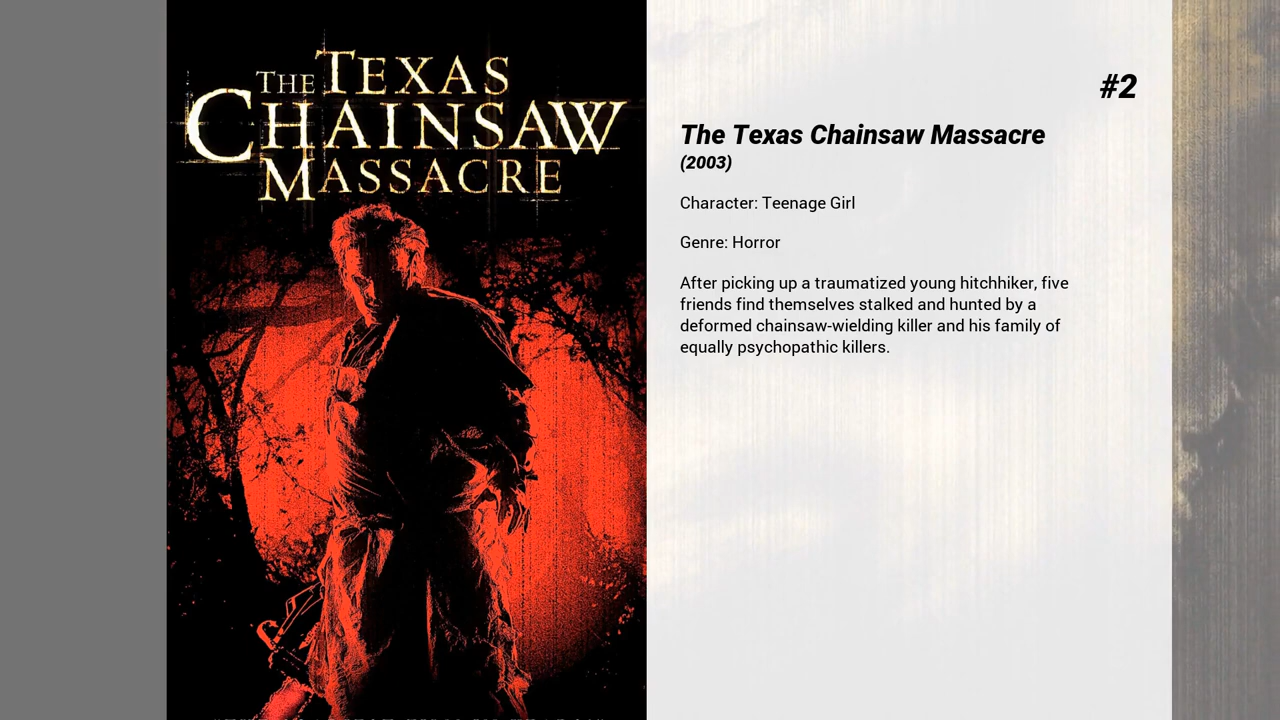 THE TEXAS
CHAINSAW
MASSACRE
#2
The Texas Chainsaw Massacre
(2003)
Character: Teenage Girl
Genre: Horror
After picking up a traumatized young hitchhiker, five
friends find themselves stalked and hunted by a
deformed chainsaw-wielding killer and his family of
equally psychopathic killers.